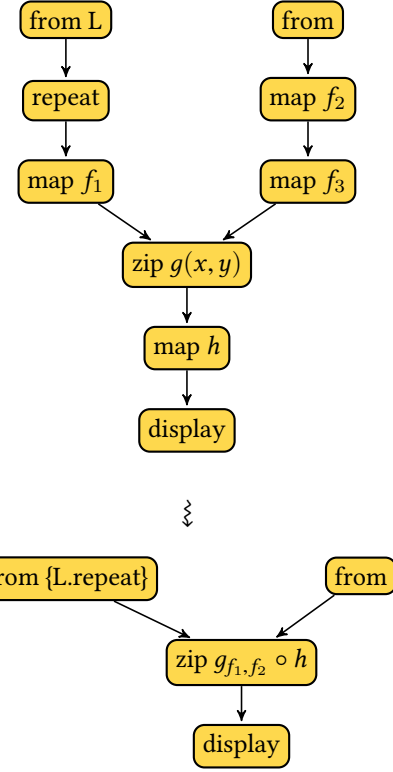 from L from
repeat map f₂
map f₁ map f₃
zip g(x, y)
map h
display
rom {L.repeat} from
zip g_{f₁,f₂} ∘ h
display